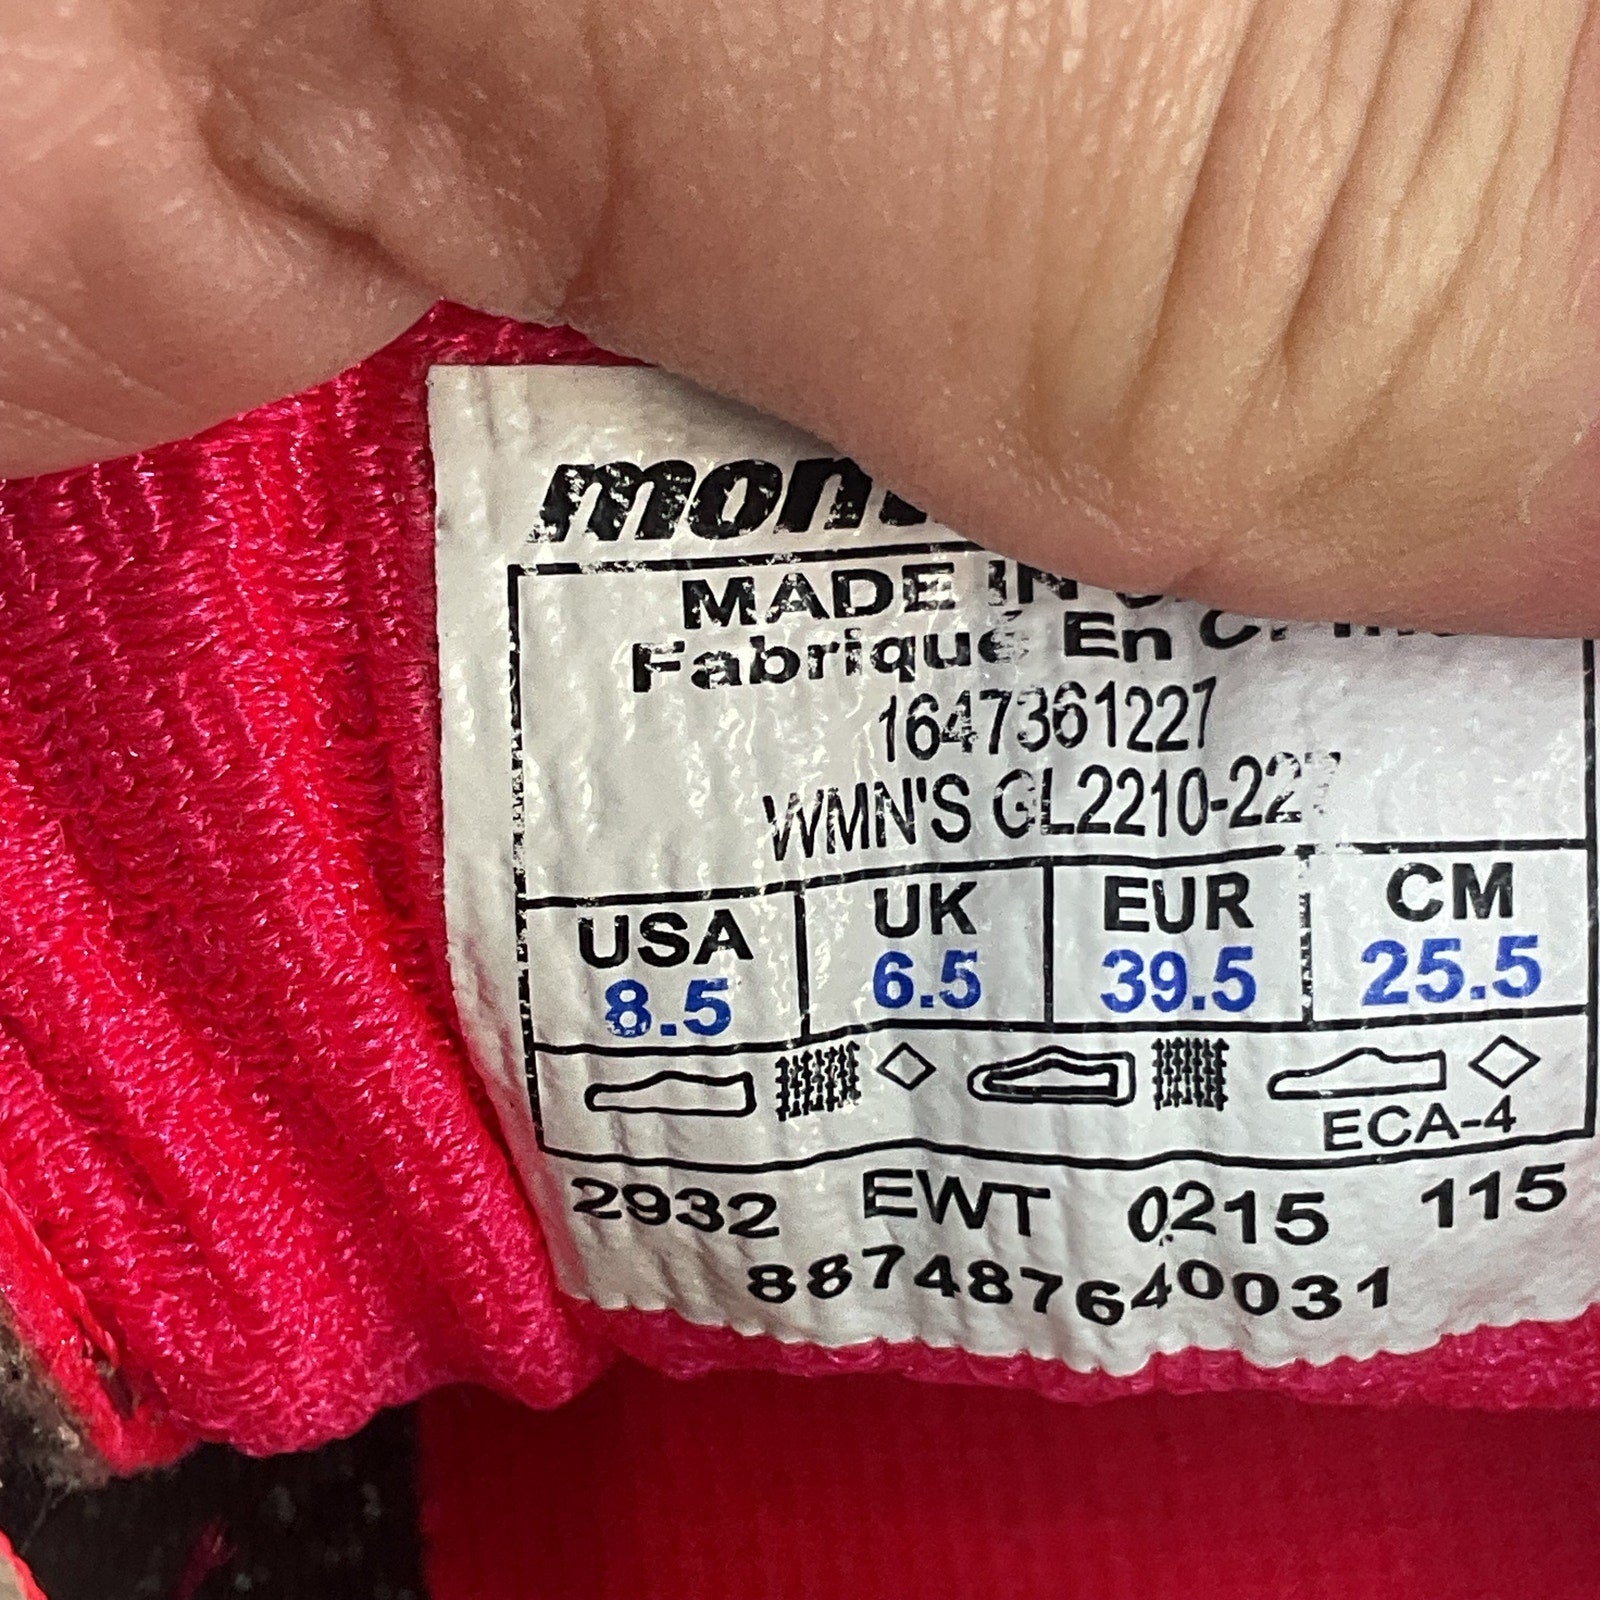 MADE IN
Fabriqué En
1647361227
WMN'S GL2210-227
USA UK EUR CM
8.5 6.5 39.5 25.5
ECA-4
2932 EWT 0215 115
887487640031